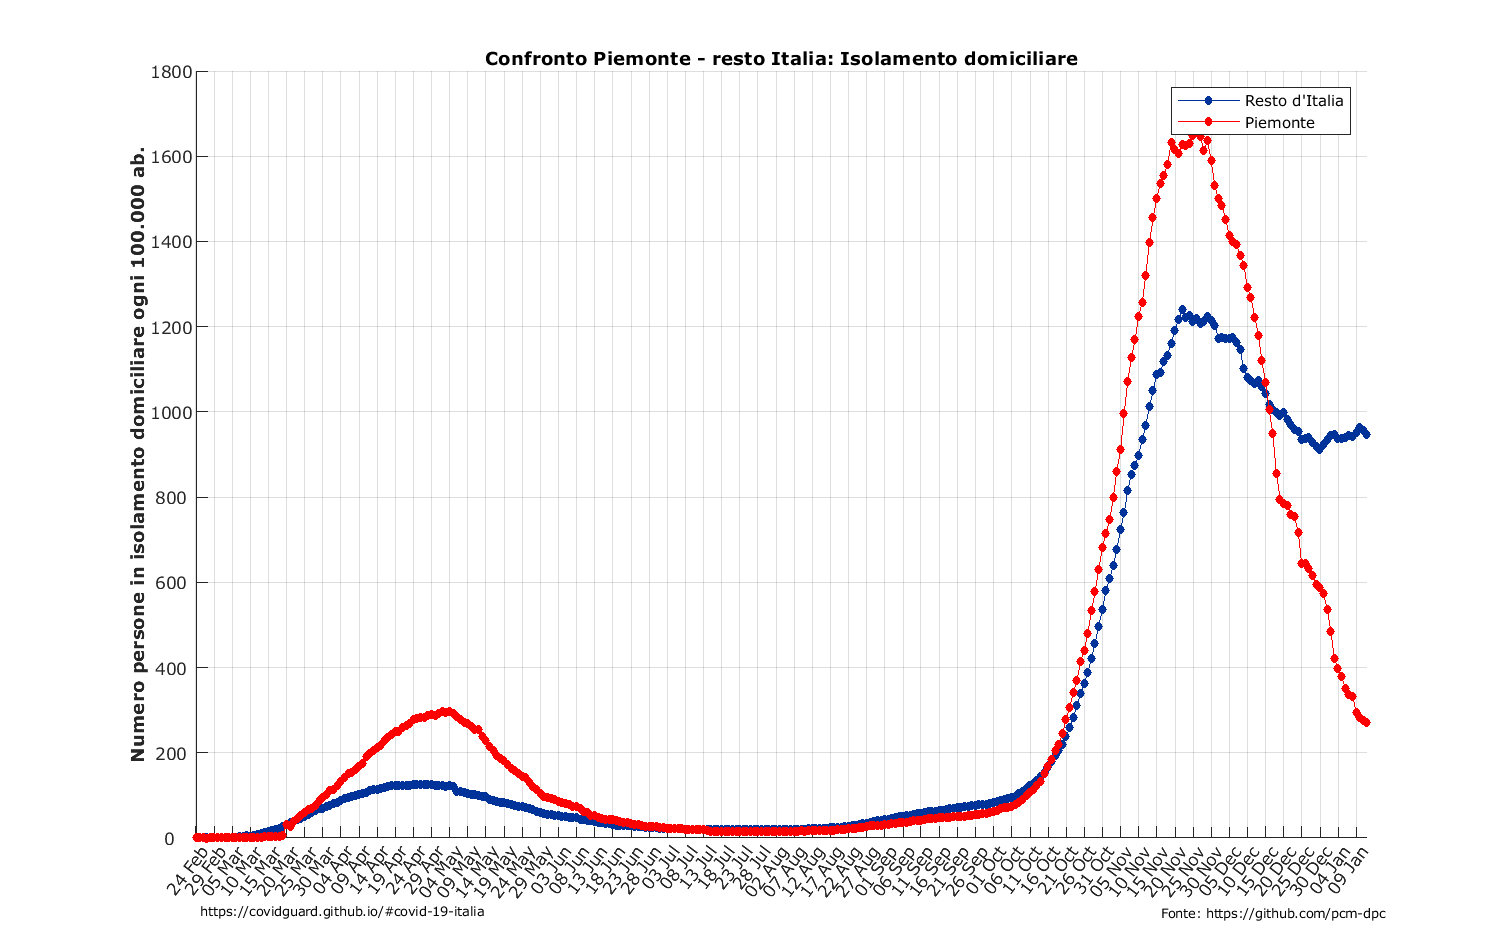 Confronto Piemonte - resto Italia: Isolamento domiciliare
Numero persone in isolamento domiciliare ogni 100.000 ab.
1800
1600
1400
1200
1000
800
600
400
200
0
Resto d'Italia
Piemonte
24 Feb
29 Feb
05 Mar
10 Mar
15 Mar
20 Mar
25 Mar
30 Mar
04 Apr
09 Apr
14 Apr
19 Apr
24 Apr
29 Apr
04 May
09 May
14 May
19 May
24 May
29 May
03 Jun
08 Jun
13 Jun
18 Jun
23 Jun
28 Jun
03 Jul
08 Jul
13 Jul
18 Jul
23 Jul
28 Jul
02 Aug
07 Aug
12 Aug
17 Aug
22 Aug
27 Aug
01 Sep
06 Sep
11 Sep
16 Sep
21 Sep
26 Sep
01 Oct
06 Oct
11 Oct
16 Oct
21 Oct
26 Oct
31 Oct
05 Nov
10 Nov
15 Nov
20 Nov
25 Nov
30 Nov
05 Dec
10 Dec
15 Dec
20 Dec
25 Dec
30 Dec
04 Jan
09 Jan
https://covidguard.github.io/#covid-19-italia
Fonte: https://github.com/pcm-dpc